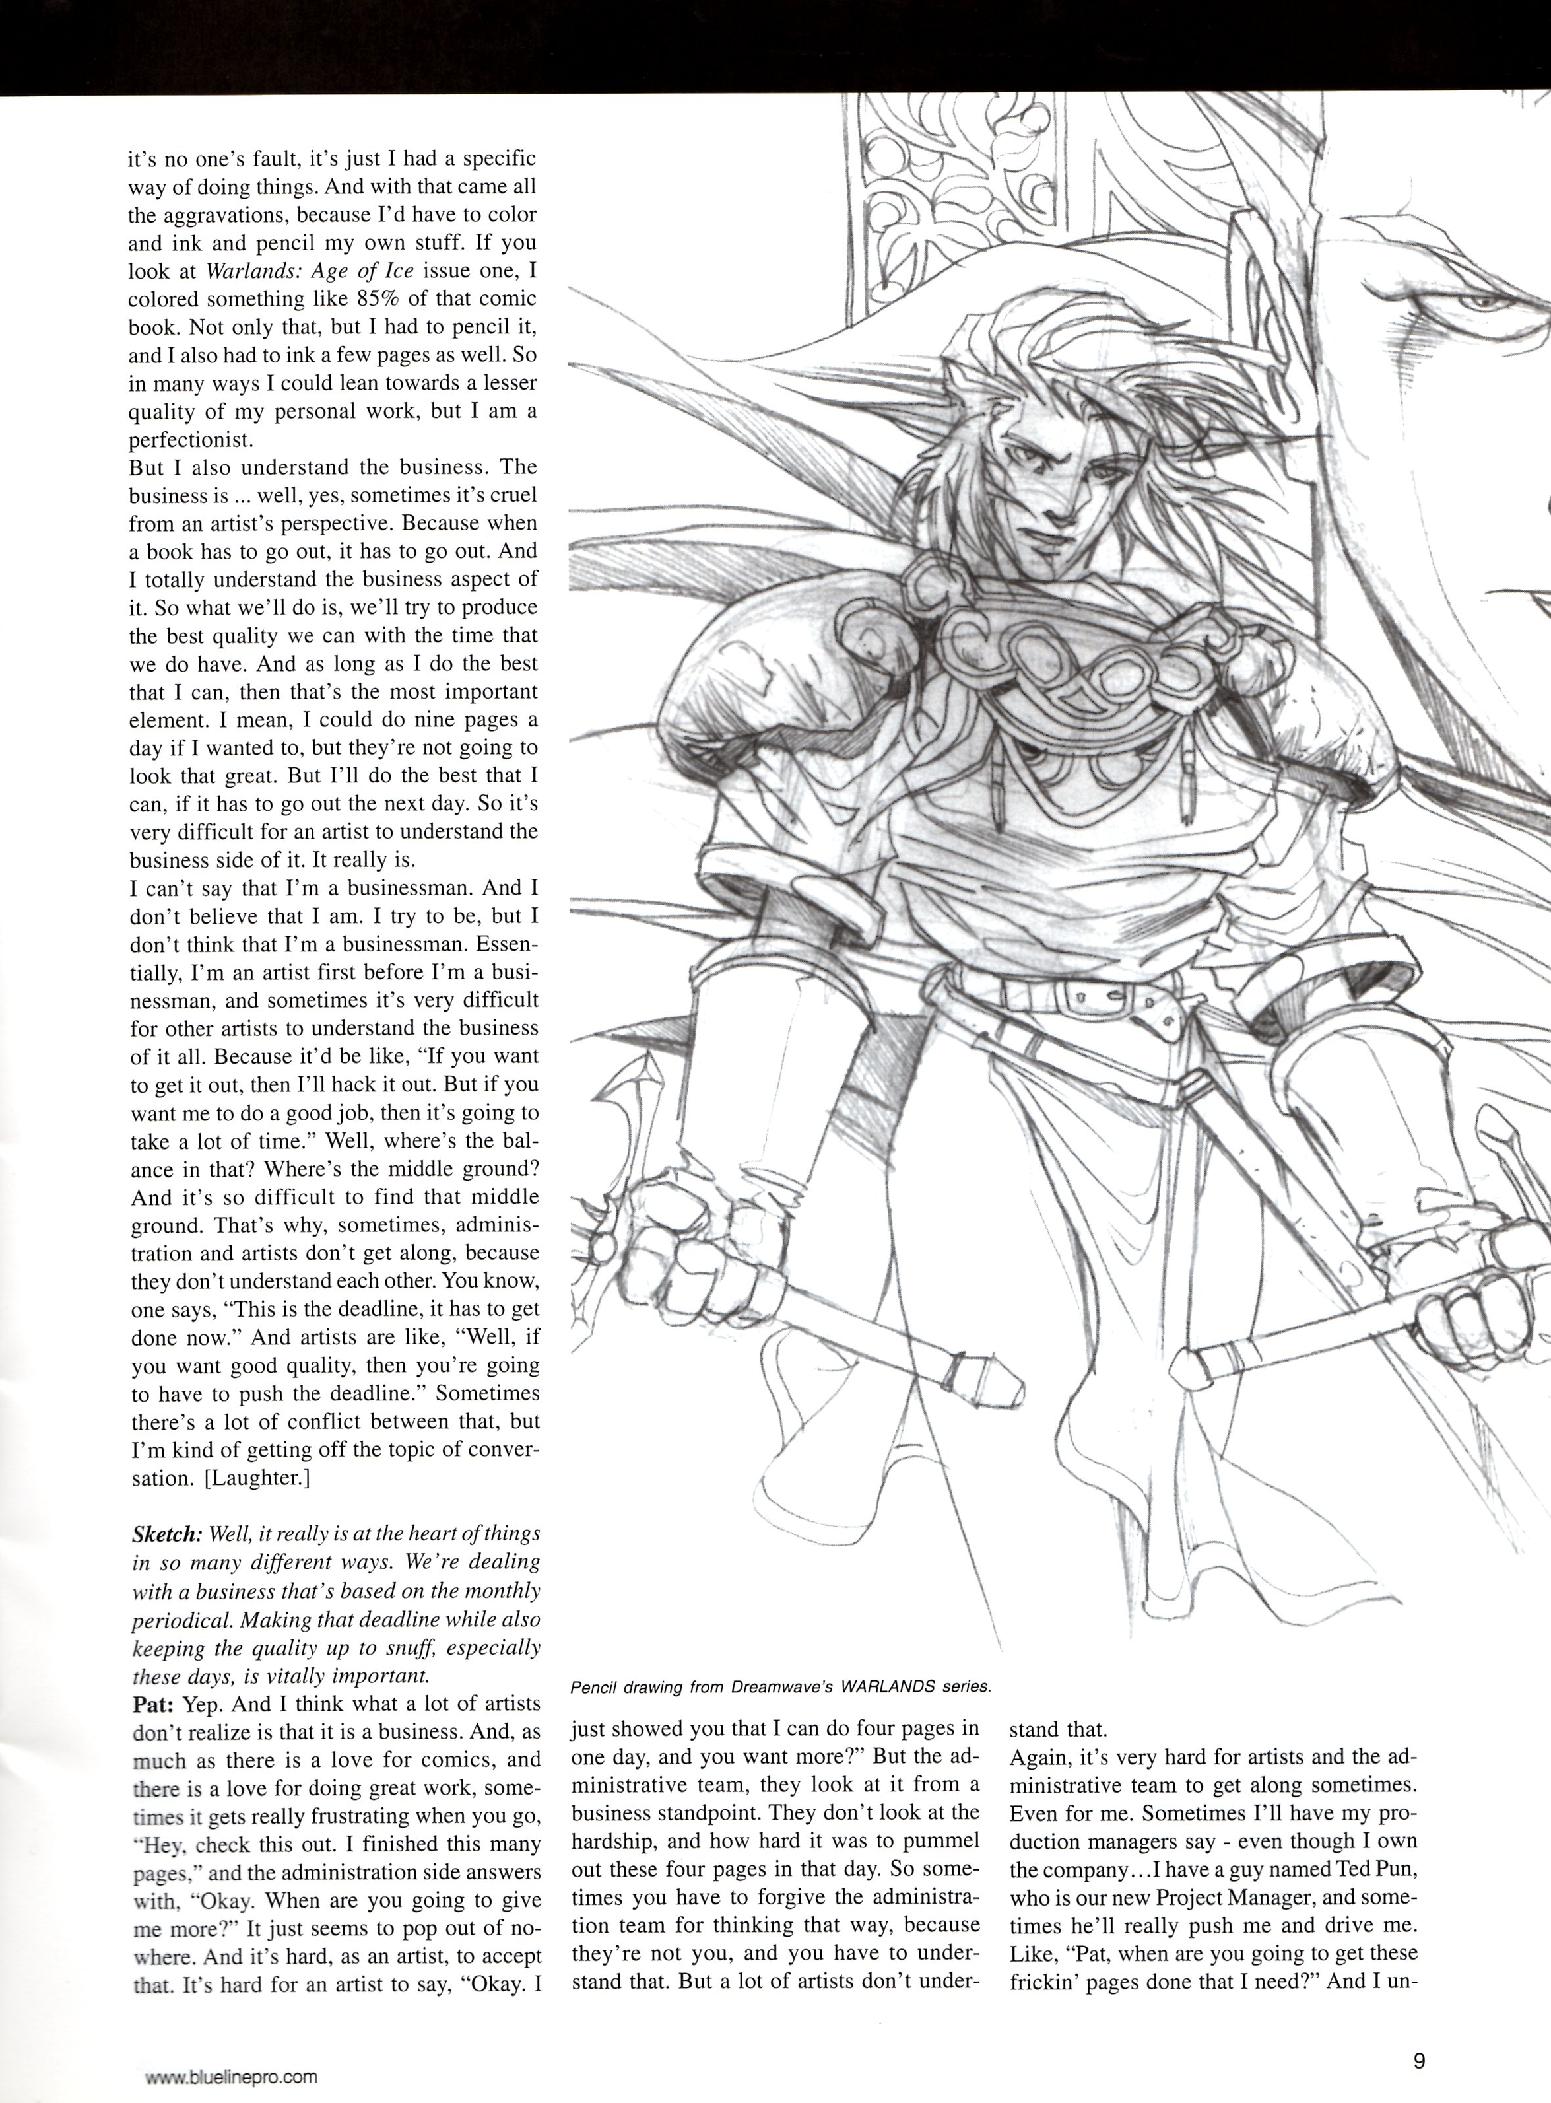 it's no one's fault, it's just I had a specific
way of doing things. And with that came all
the aggravations, because I'd have to color
and ink and pencil my own stuff. If you
look at Warlands: Age of Ice issue one, I
colored something like 85% of that comic
book. Not only that, but I had to pencil it,
and I also had to ink a few pages as well. So
in many ways I could lean towards a lesser
quality of my personal work, but I am a
perfectionist.
But I also understand the business. The
business is ... well, yes, sometimes it's cruel
from an artist's perspective. Because when
a book has to go out, it has to go out. And
I totally understand the business aspect of
it. So what we'll do is, we'll try to produce
the best quality we can with the time that
we do have. And as long as I do the best
that I can, then that's the most important
element. I mean, I could do nine pages a
day if I wanted to, but they're not going to
look that great. But I'll do the best that I
can, if it has to go out the next day. So it's
very difficult for an artist to understand the
business side of it. It really is.
I can't say that I'm a businessman. And I
don't believe that I am. I try to be, but I
don't think that I'm a businessman. Essen-
tially, I'm an artist first before I'm a busi-
nessman, and sometimes it's very difficult
for other artists to understand the business
of it all. Because it'd be like, “If you want
to get it out, then I'll hack it out. But if you
want me to do a good job, then it's going to
take a lot of time.” Well, where's the bal-
ance in that? Where's the middle ground?
And it's so difficult to find that middle
ground. That's why, sometimes, adminis-
tration and artists don't get along, because
they don't understand each other. You know,
one says, “This is the deadline, it has to get
done now.” And artists are like, “Well, if
you want good quality, then you're going
to have to push the deadline.” Sometimes
there's a lot of conflict between that, but
I'm kind of getting off the topic of conver-
sation. [Laughter.]
Sketch: Well, it really is at the heart of things
in so many different ways. We're dealing
with a business that's based on the monthly
periodical. Making that deadline while also
keeping the quality up to snuff, especially
these days, is vitally important.
Pat: Yep. And I think what a lot of artists
don't realize is that it is a business. And, as
much as there is a love for comics, and
there is a love for doing great work, some-
times it gets really frustrating when you go,
“Hey, check this out. I finished this many
pages,” and the administration side answers
with, “Okay. When are you going to give
me more?” It just seems to pop out of no-
where. And it's hard, as an artist, to accept
that. It's hard for an artist to say, “Okay. I
Pencil drawing from Dreamwave's WARLANDS series.
just showed you that I can do four pages in
one day, and you want more?” But the ad-
ministrative team, they look at it from a
business standpoint. They don't look at the
hardship, and how hard it was to pummel
out these four pages in that day. So some-
times you have to forgive the administra-
tion team for thinking that way, because
they're not you, and you have to under-
stand that. But a lot of artists don't under-
stand that.
Again, it's very hard for artists and the ad-
ministrative team to get along sometimes.
Even for me. Sometimes I'll have my pro-
duction managers say - even though I own
the company…I have a guy named Ted Pun,
who is our new Project Manager, and some-
times he'll really push me and drive me.
Like, “Pat, when are you going to get these
frickin' pages done that I need?” And I un-
www.bluelinepro.com
9